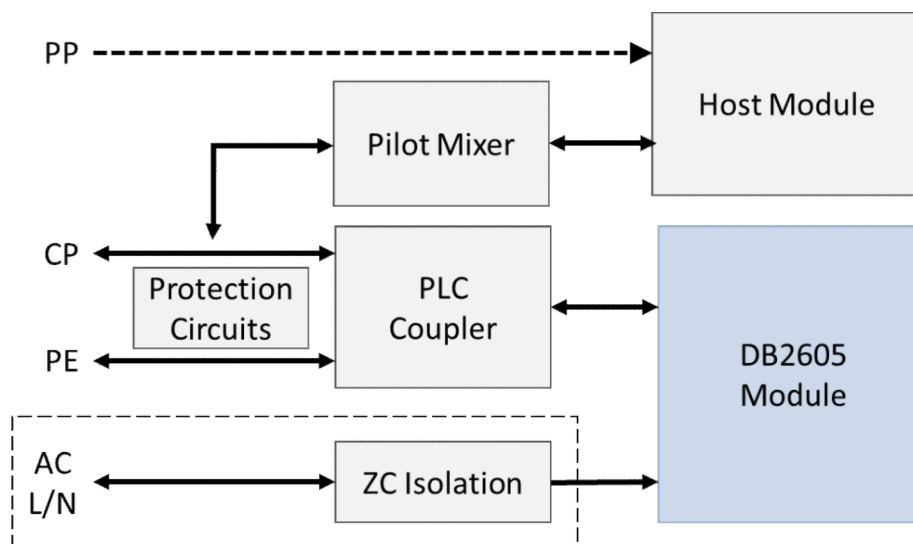 PP
Host Module
Pilot Mixer
CP
Protection
Circuits
PLC
Coupler
PE
DB2605
Module
AC
L/N
ZC Isolation